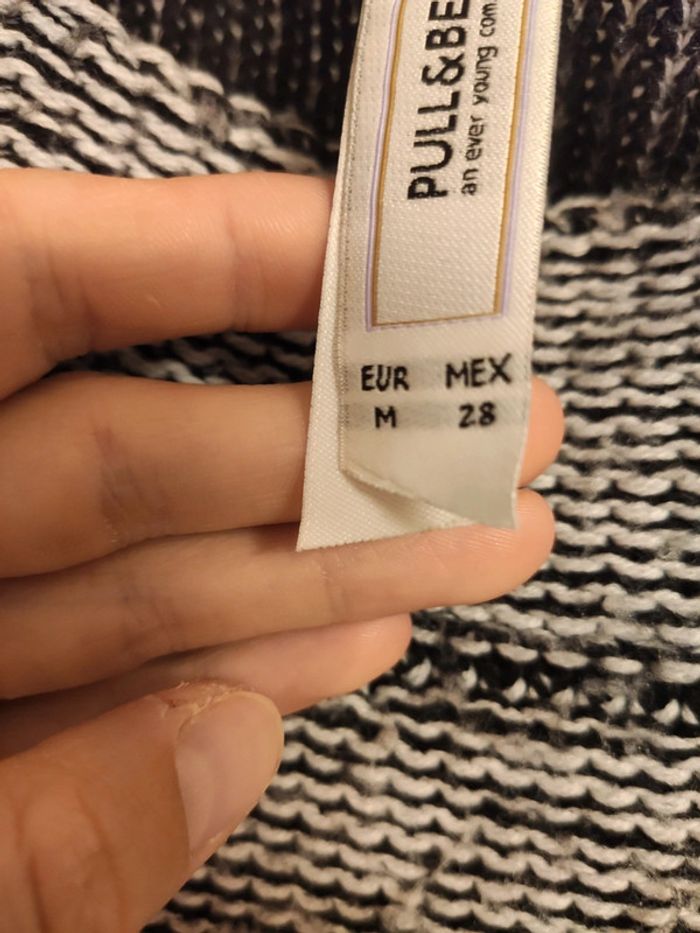 PULL&BE
an ever young com
EUR MEX
M 28